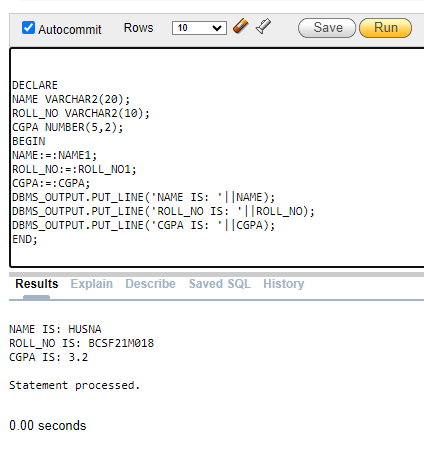 Autocommit Rows 10 Save Run
DECLARE
NAME VARCHAR2(20);
ROLL_NO VARCHAR2(10);
CGPA NUMBER(5,2);
BEGIN
NAME:=:NAME1;
ROLL_NO:=:ROLL_NO1;
CGPA:=:CGPA;
DBMS_OUTPUT.PUT_LINE('NAME IS: '||NAME);
DBMS_OUTPUT.PUT_LINE('ROLL_NO IS: '||ROLL_NO);
DBMS_OUTPUT.PUT_LINE('CGPA IS: '||CGPA);
END;
Results Explain Describe Saved SQL History
NAME IS: HUSNA
ROLL_NO IS: BCSF21M018
CGPA IS: 3.2
Statement processed.
0.00 seconds